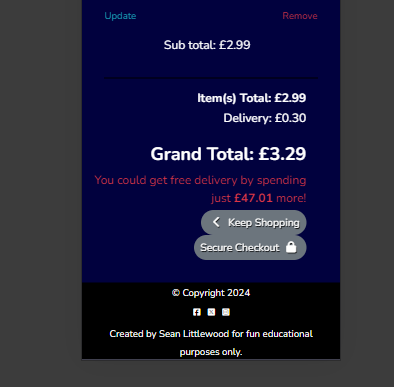 Update Remove
Sub total: £2.99
Item(s) Total: £2.99
Delivery: £0.30
Grand Total: £3.29
You could get free delivery by spending
just £47.01 more!
Keep Shopping
Secure Checkout
© Copyright 2024
Created by Sean Littlewood for fun educational
purposes only.